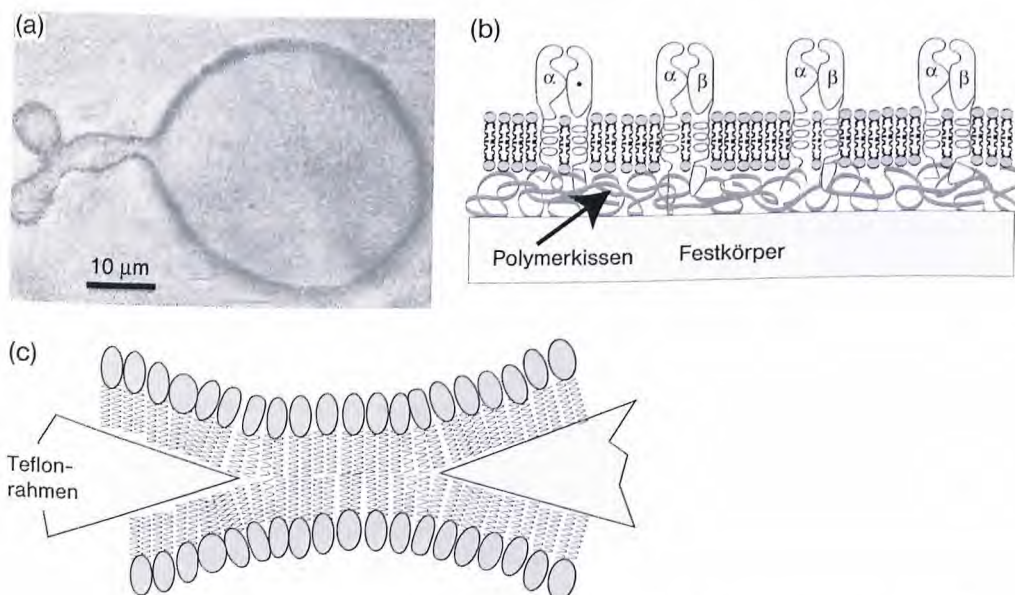 (a)
10 µm
(b)
α
α β
α β
α β
Polymerkissen Festkörper
(c)
Teflon-
rahmen